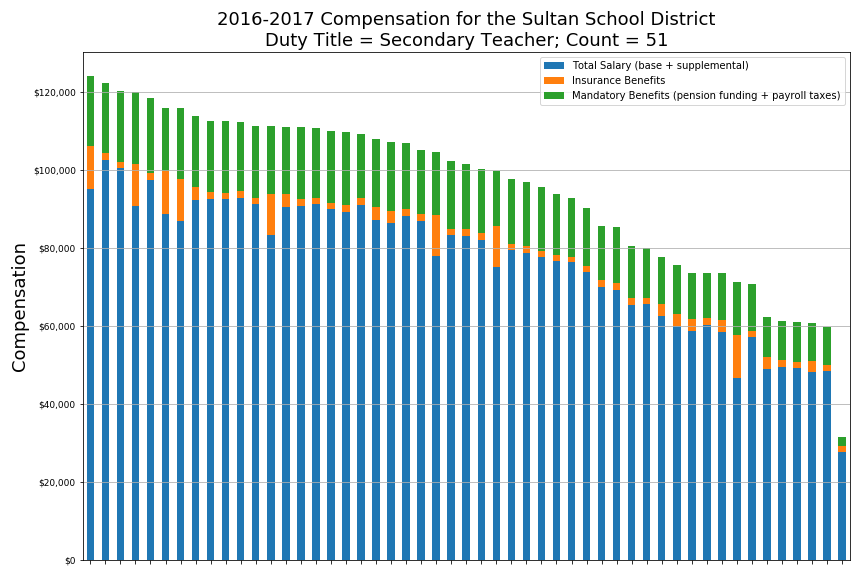 2016-2017 Compensation for the Sultan School District
Duty Title = Secondary Teacher; Count = 51
Total Salary (base + supplemental)
Insurance Benefits
Mandatory Benefits (pension funding + payroll taxes)
Compensation
$120,000
$100,000
$80,000
$60,000
$40,000
$20,000
$0